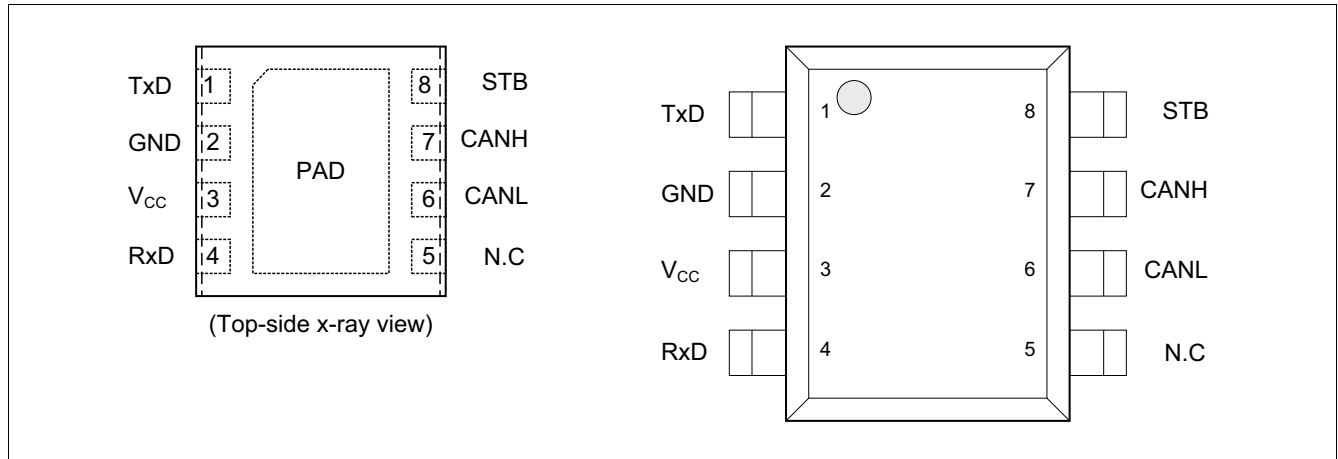 TxD 1 8 STB
GND 2 7 CANH
PAD
VCC 3 6 CANL
RxD 4 5 N.C
(Top-side x-ray view)
TxD 1 8 STB
GND 2 7 CANH
VCC 3 6 CANL
RxD 4 5 N.C